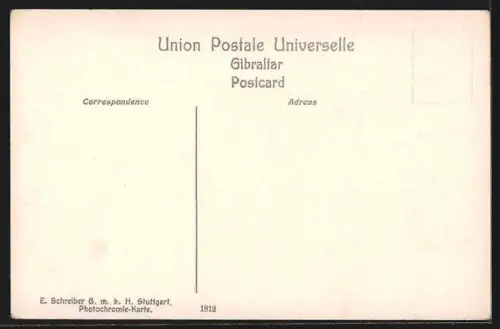 Union Postale Universelle
Gibraltar
Postcard
Correspondence Adress
E. Schreiber G. m. b. H. Stuttgart,
Photochromie-Karte. 1812